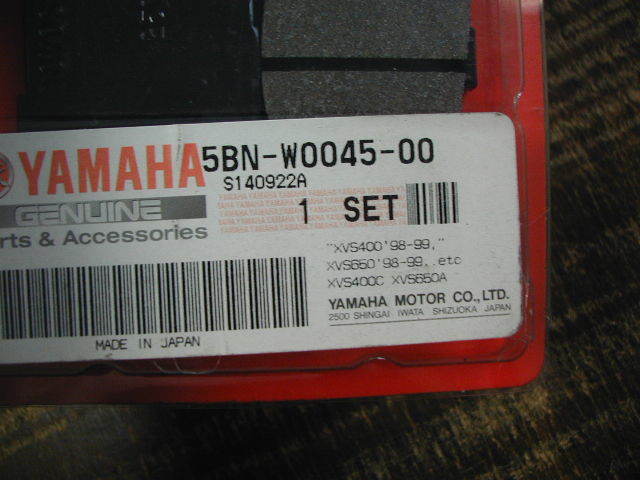 YAMAHA
5BN-W0045-00
S140922A
GENUINE
rts & Accessories
1 SET
"XVS400'98-99,"
XVS650'98-99, etc
XVS400C XVS650A
YAMAHA MOTOR CO., LTD.
2500 SHINGAI IWATA SHIZUOKA JAPAN
MADE IN JAPAN